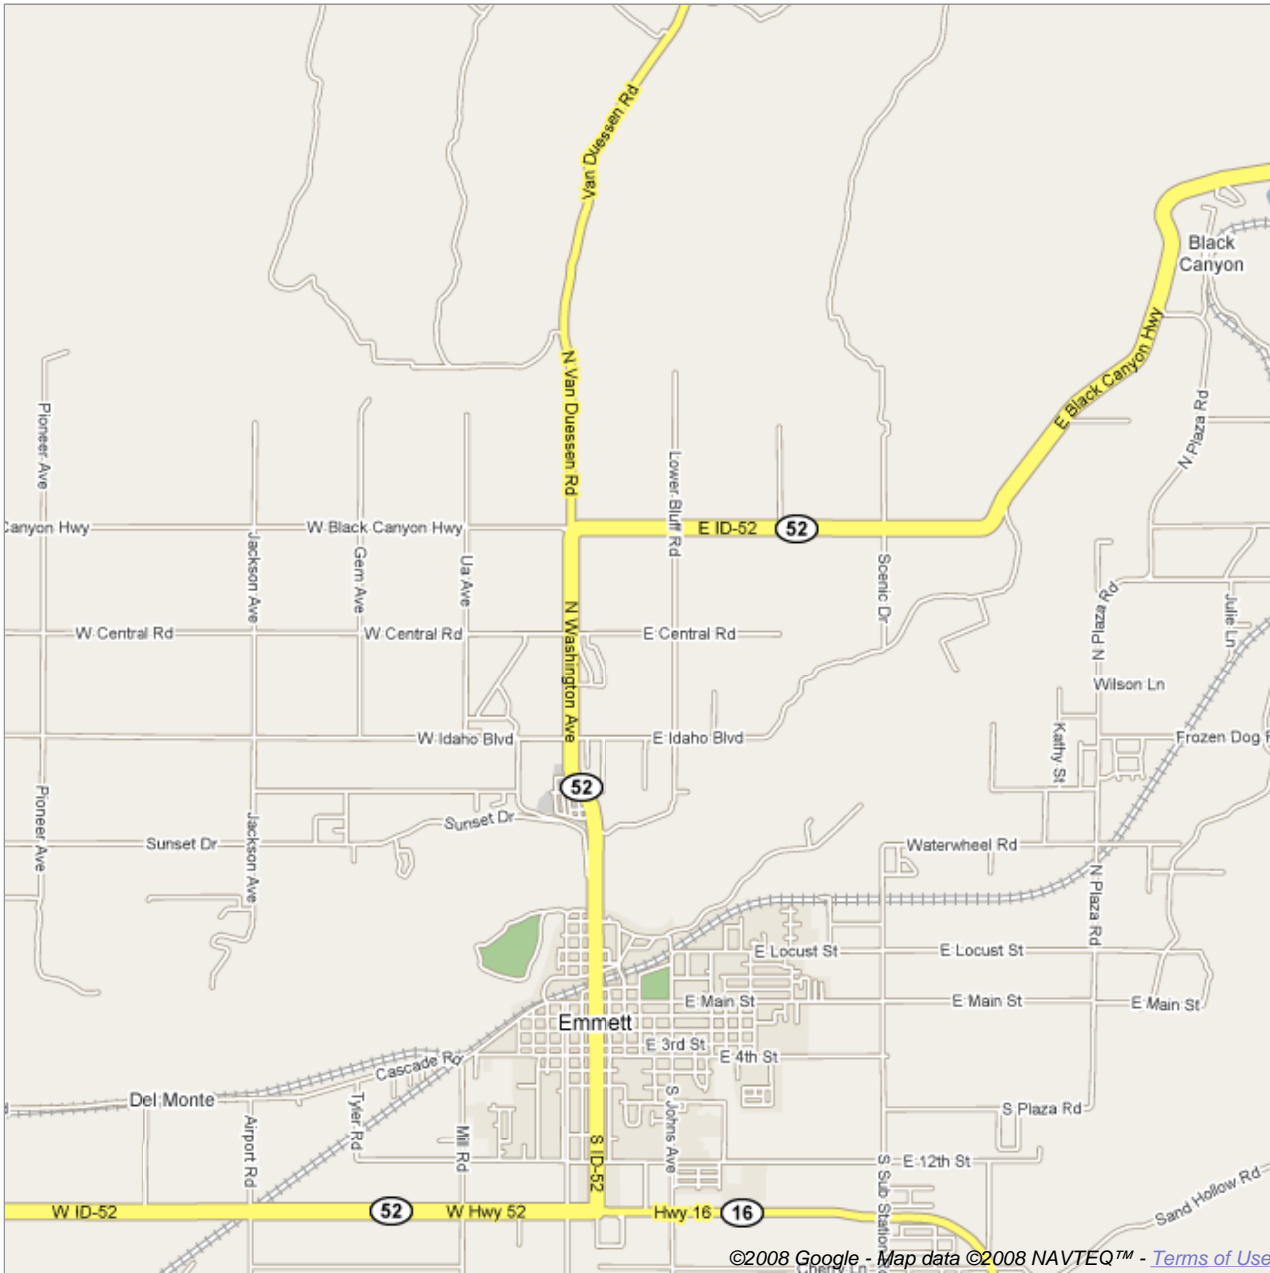 Van Duessen Rd
Black
Canyon
E Black Canyon Hwy
N Van Duessen Rd
Pioneer Ave
N Plaza Rd
Lower Bluff Rd
Canyon Hwy
W Black Canyon Hwy
E ID-52
52
Jackson Ave
Gem Ave
Ua Ave
Scenic Dr
N Plaza Rd
Julie Ln
W Central Rd
W Central Rd
N Washington Ave
E Central Rd
Wilson Ln
W Idaho Blvd
E Idaho Blvd
Kathy St
Frozen Dog R
52
Pioneer Ave
Jackson Ave
Sunset Dr
Sunset Dr
Waterwheel Rd
N Plaza Rd
E Locust St
E Locust St
E Main St
E Main St
E Main St
Emmett
E 3rd St
E 4th St
Cascade Rd
Del Monte
Tyler Rd
Airport Rd
Mill Rd
S Johns Ave
S Plaza Rd
S ID-52
E 12th St
S Sub Station
Sand Hollow Rd
W ID-52
52
W Hwy 52
Hwy 16
16
©2008 Google - Map data ©2008 NAVTEQ™ - Terms of Use
Cherry Ln